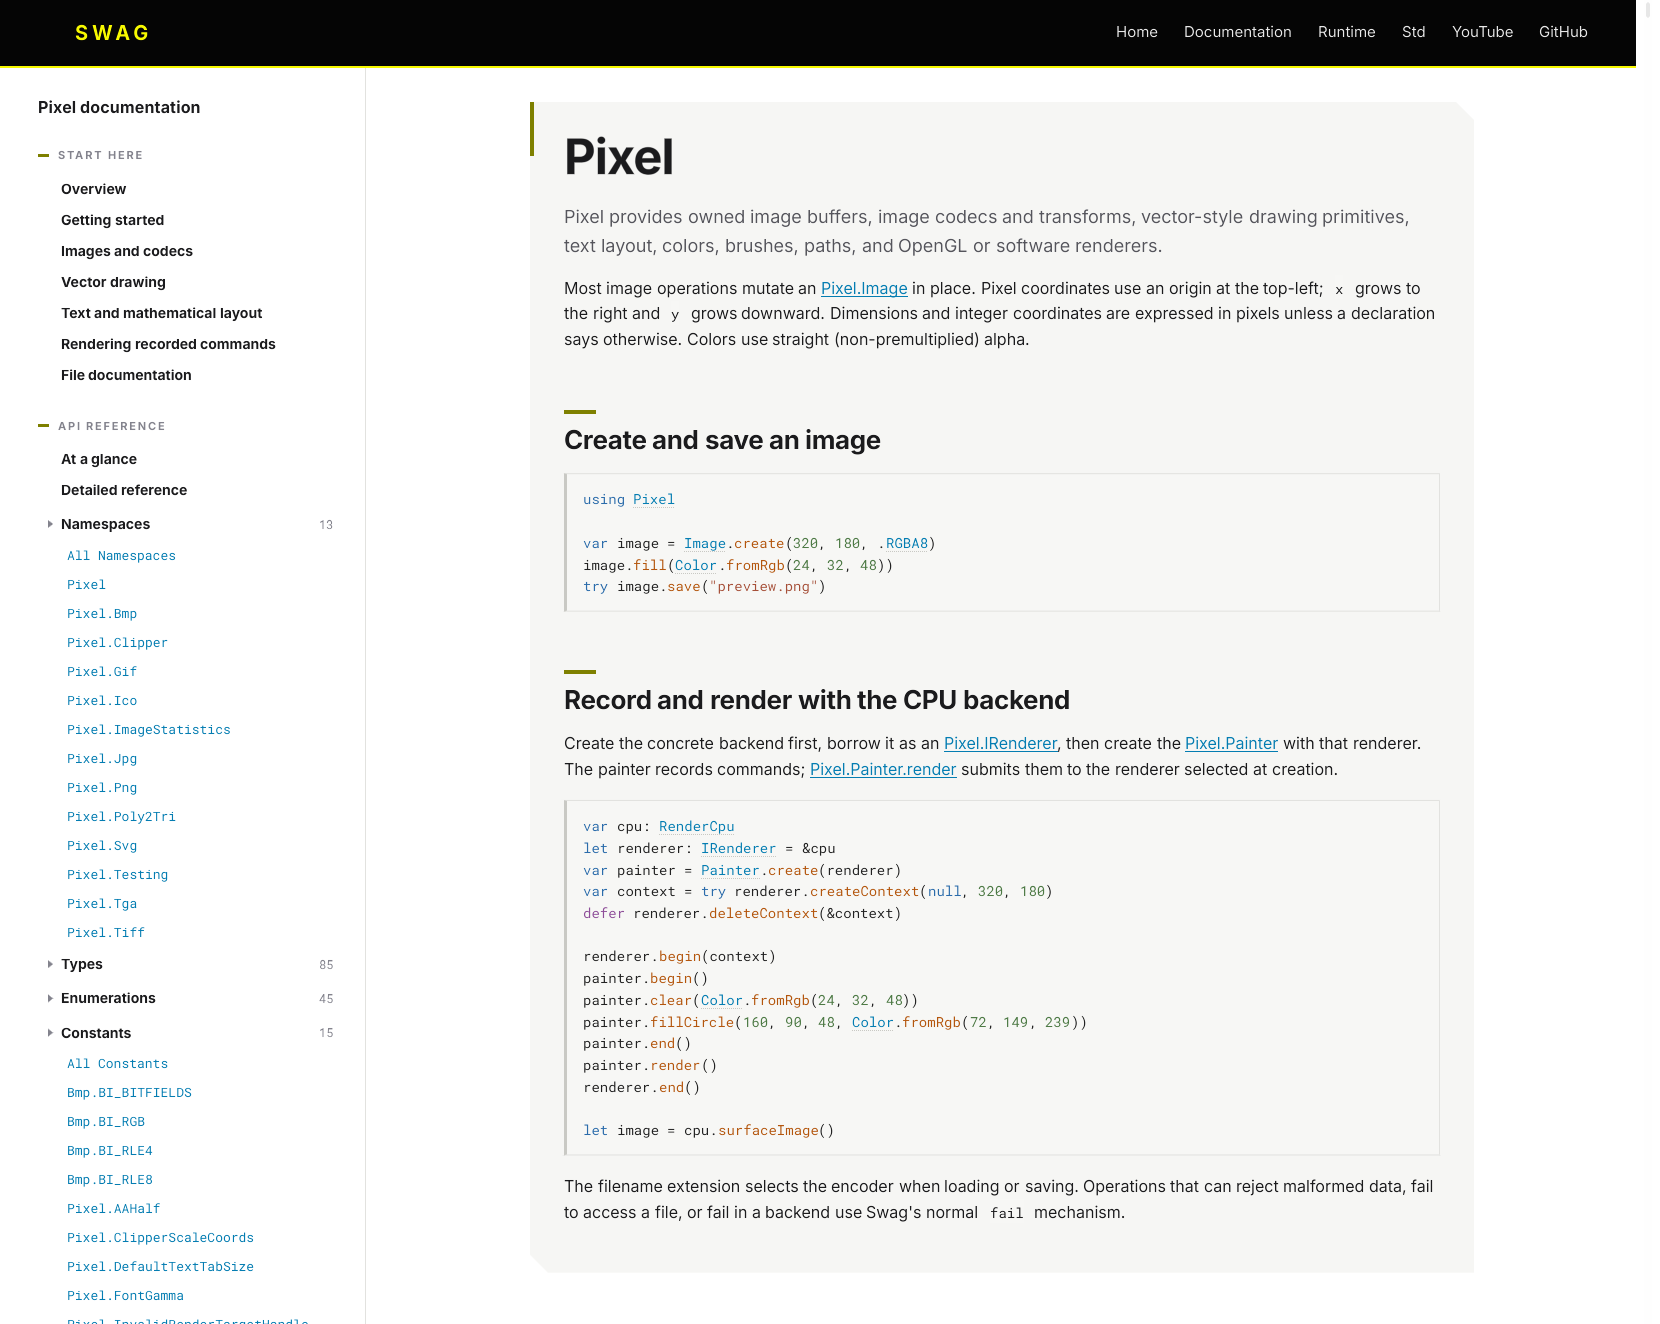 SWAG
Home Documentation Runtime Std YouTube GitHub
Pixel documentation
START HERE
Overview
Getting started
Images and codecs
Vector drawing
Text and mathematical layout
Rendering recorded commands
File documentation
API REFERENCE
At a glance
Detailed reference
Namespaces 13
All Namespaces
Pixel
Pixel.Bmp
Pixel.Clipper
Pixel.Gif
Pixel.Ico
Pixel.ImageStatistics
Pixel.Jpg
Pixel.Png
Pixel.Poly2Tri
Pixel.Svg
Pixel.Testing
Pixel.Tga
Pixel.Tiff
Types 85
Enumerations 45
Constants 15
All Constants
Bmp.BI_BITFIELDS
Bmp.BI_RGB
Bmp.BI_RLE4
Bmp.BI_RLE8
Pixel.AAHalf
Pixel.ClipperScaleCoords
Pixel.DefaultTextTabSize
Pixel.FontGamma
Pixel.InvalidRenderTargetHandle
Pixel
Pixel provides owned image buffers, image codecs and transforms, vector-style drawing primitives,
text layout, colors, brushes, paths, and OpenGL or software renderers.
Most image operations mutate an Pixel.Image in place. Pixel coordinates use an origin at the top-left; x grows to
the right and y grows downward. Dimensions and integer coordinates are expressed in pixels unless a declaration
says otherwise. Colors use straight (non-premultiplied) alpha.
Create and save an image
using Pixel
var image = Image.create(320, 180, .RGBA8)
image.fill(Color.fromRgb(24, 32, 48))
try image.save("preview.png")
Record and render with the CPU backend
Create the concrete backend first, borrow it as an Pixel.IRenderer, then create the Pixel.Painter with that renderer.
The painter records commands; Pixel.Painter.render submits them to the renderer selected at creation.
var cpu: RenderCpu
let renderer: IRenderer = &cpu
var painter = Painter.create(renderer)
var context = try renderer.createContext(null, 320, 180)
defer renderer.deleteContext(&context)
renderer.begin(context)
painter.begin()
painter.clear(Color.fromRgb(24, 32, 48))
painter.fillCircle(160, 90, 48, Color.fromRgb(72, 149, 239))
painter.end()
painter.render()
renderer.end()
let image = cpu.surfaceImage()
The filename extension selects the encoder when loading or saving. Operations that can reject malformed data, fail
to access a file, or fail in a backend use Swag's normal fail mechanism.